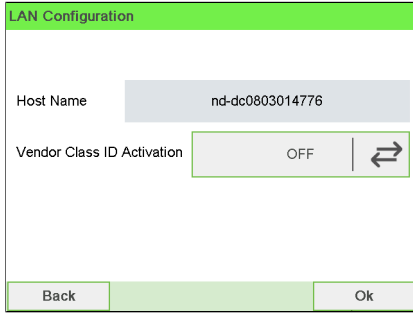 LAN Configuration
Host Name nd-dc0803014776
Vendor Class ID Activation OFF
Back Ok